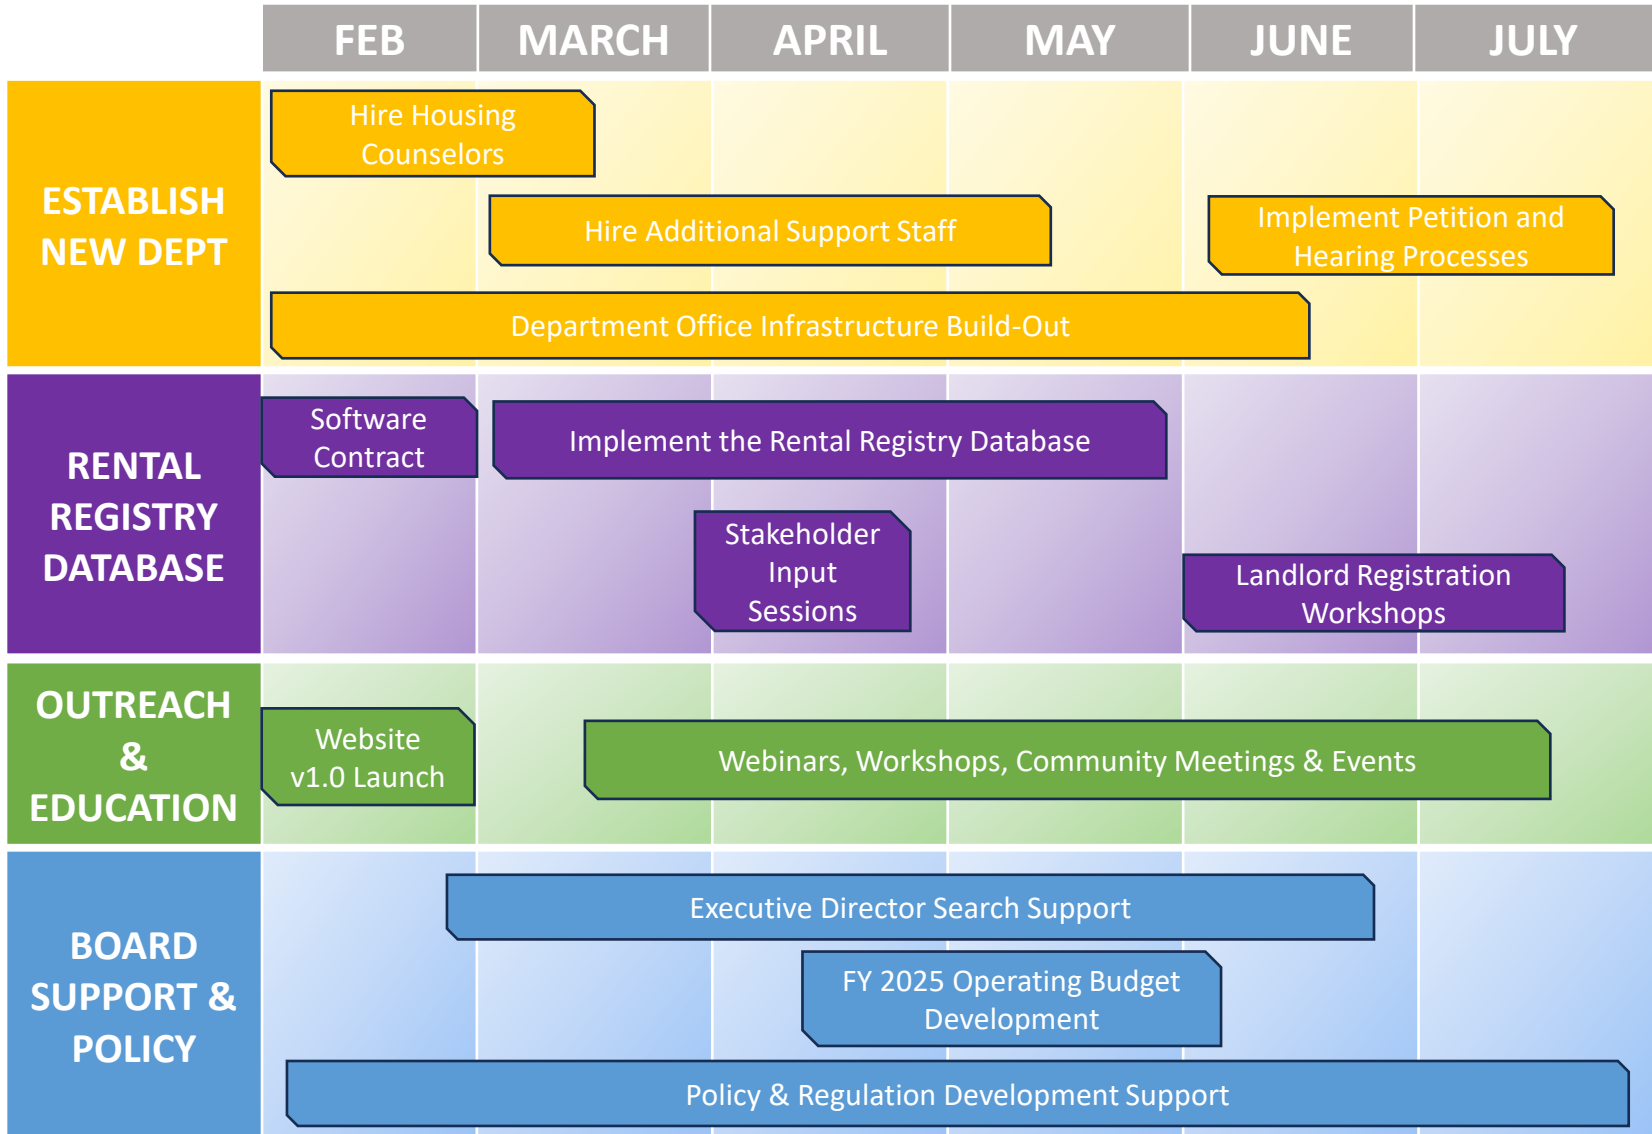 FEB MARCH APRIL MAY JUNE JULY
ESTABLISH
NEW DEPT
Hire Housing
Counselors
Hire Additional Support Staff
Implement Petition and
Hearing Processes
Department Office Infrastructure Build-Out
RENTAL
REGISTRY
DATABASE
Software
Contract
Implement the Rental Registry Database
Stakeholder
Input
Sessions
Landlord Registration
Workshops
OUTREACH
&
EDUCATION
Website
v1.0 Launch
Webinars, Workshops, Community Meetings & Events
BOARD
SUPPORT &
POLICY
Executive Director Search Support
FY 2025 Operating Budget
Development
Policy & Regulation Development Support